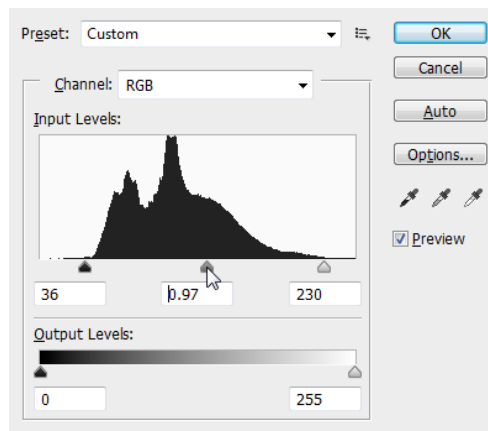 Preset: Custom
OK
Cancel
Channel: RGB
Auto
Input Levels:
Options...
Preview
36 0.97 230
Output Levels:
0 255